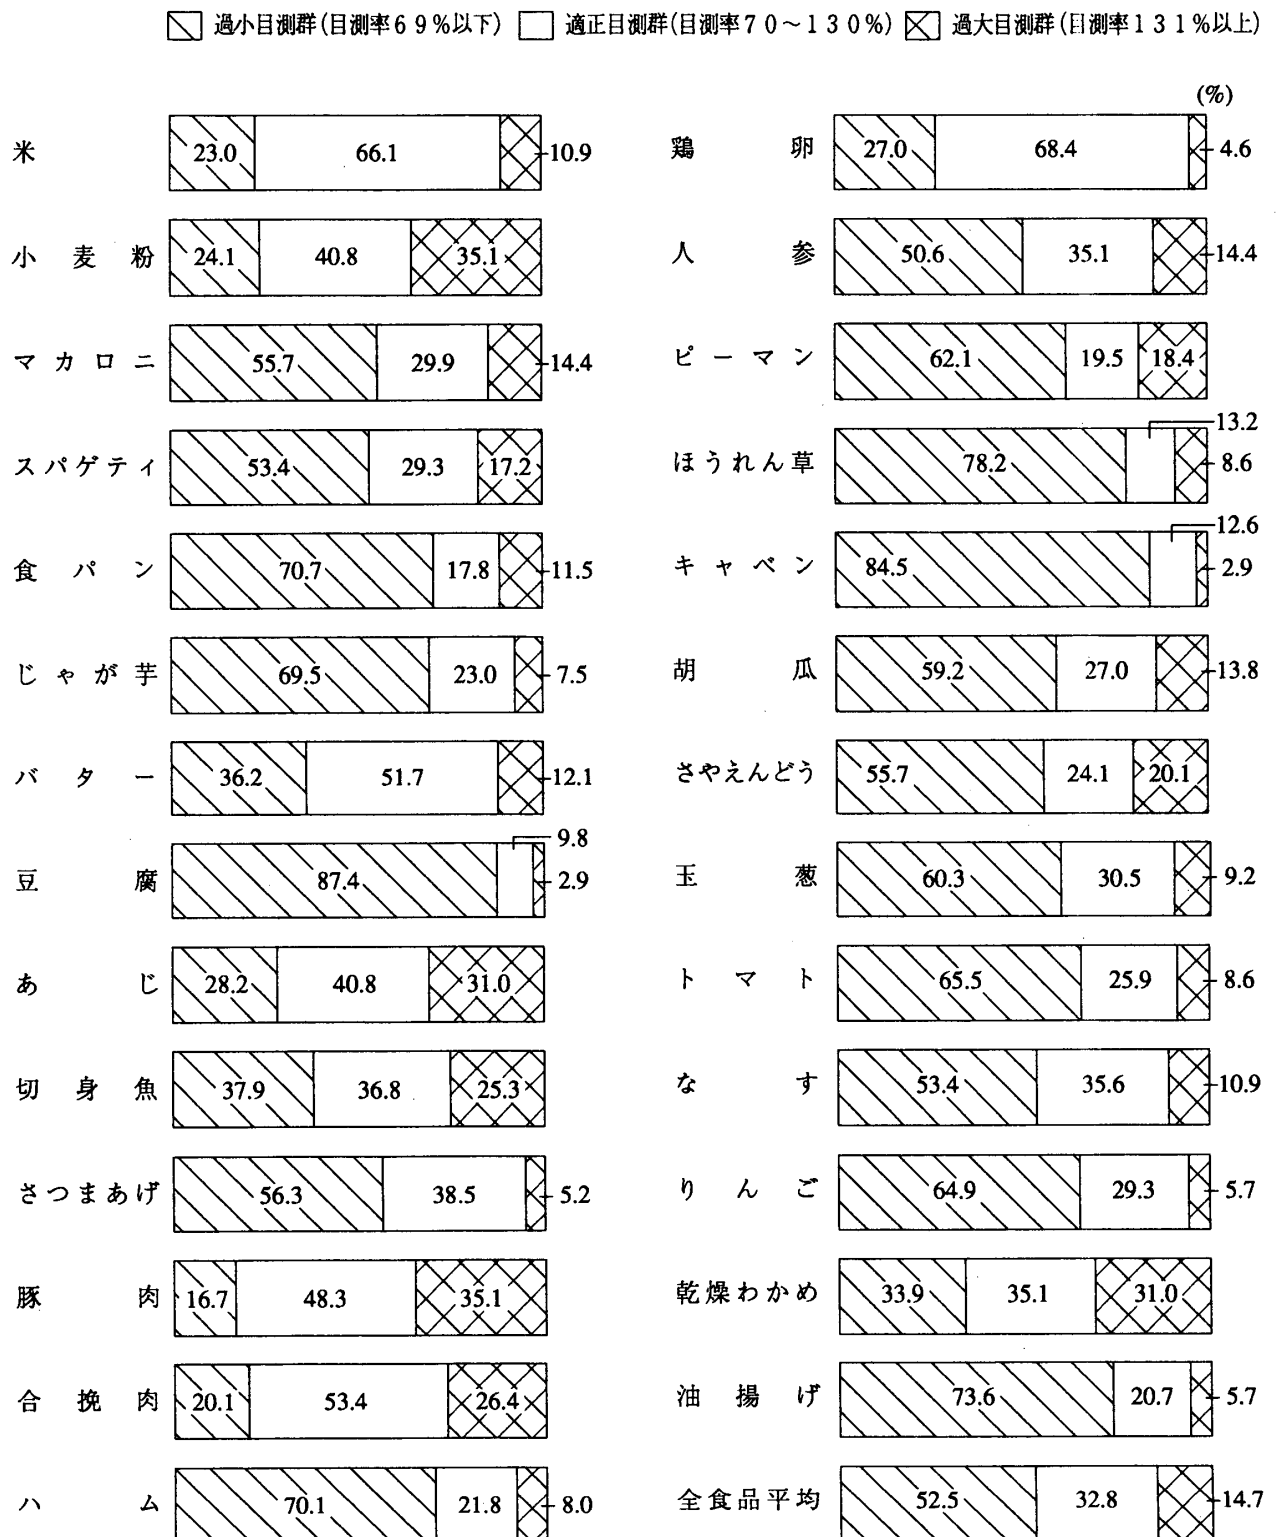 過小目測群(目測率69%以下) 適正目測群(目測率70~130%) 過大目測群(目測率131%以上)
(%)
米 23.0 66.1 10.9
小麦粉 24.1 40.8 35.1
マカロニ 55.7 29.9 14.4
スパゲティ 53.4 29.3 17.2
食パン 70.7 17.8 11.5
じゃが芋 69.5 23.0 7.5
バター 36.2 51.7 12.1
豆腐 87.4 9.8 2.9
あじ 28.2 40.8 31.0
切身魚 37.9 36.8 25.3
さつまあげ 56.3 38.5 5.2
豚肉 16.7 48.3 35.1
合挽肉 20.1 53.4 26.4
ハム 70.1 21.8 8.0
鶏卵 27.0 68.4 4.6
人参 50.6 35.1 14.4
ピーマン 62.1 19.5 18.4
ほうれん草 78.2 13.2 8.6
キャベン 84.5 12.6 2.9
胡瓜 59.2 27.0 13.8
さやえんどう 55.7 24.1 20.1
玉葱 60.3 30.5 9.2
トマト 65.5 25.9 8.6
なす 53.4 35.6 10.9
りんご 64.9 29.3 5.7
乾燥わかめ 33.9 35.1 31.0
油揚げ 73.6 20.7 5.7
全食品平均 52.5 32.8 14.7